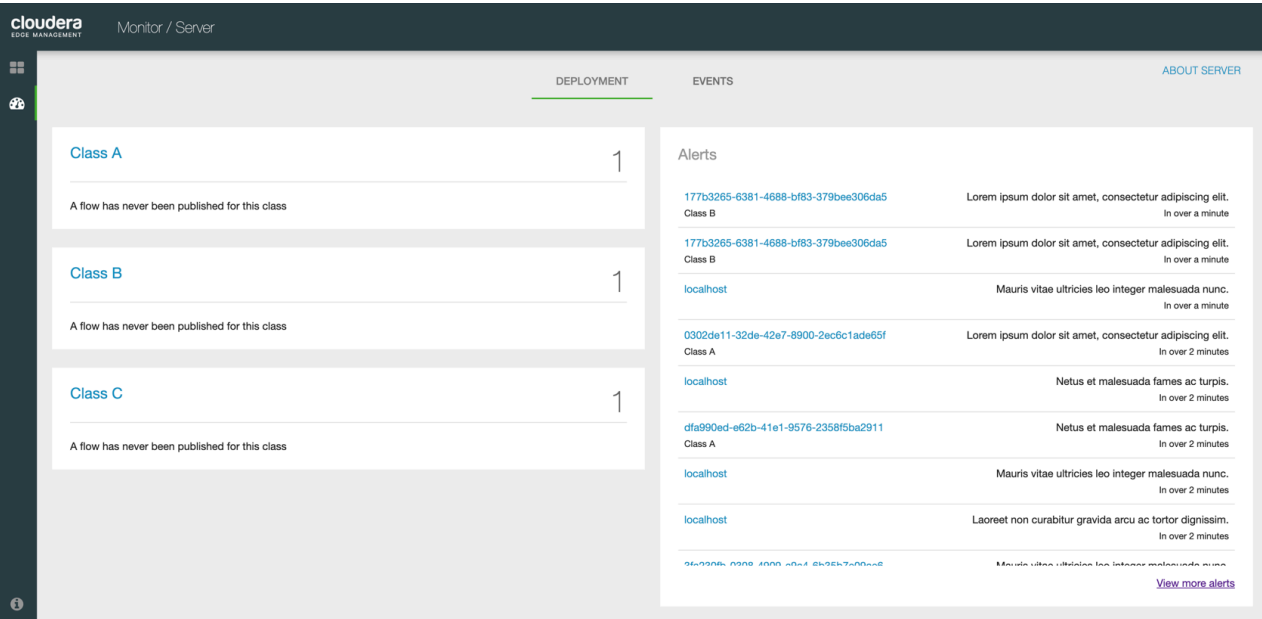 cloudera
EDGE MANAGEMENT
Monitor / Server
DEPLOYMENT
EVENTS
ABOUT SERVER
Class A
1
A flow has never been published for this class
Class B
1
A flow has never been published for this class
Class C
1
A flow has never been published for this class
Alerts
177b3265-6381-4688-bf83-379bee306da5
Lorem ipsum dolor sit amet, consectetur adipiscing elit.
Class B
In over a minute
177b3265-6381-4688-bf83-379bee306da5
Lorem ipsum dolor sit amet, consectetur adipiscing elit.
Class B
In over a minute
localhost
Mauris vitae ultricies leo integer malesuada nunc.
In over a minute
0302de11-32de-42e7-8900-2ec6c1ade65f
Lorem ipsum dolor sit amet, consectetur adipiscing elit.
Class A
In over 2 minutes
localhost
Netus et malesuada fames ac turpis.
In over 2 minutes
dfa990ed-e62b-41e1-9576-2358f5ba2911
Netus et malesuada fames ac turpis.
Class A
In over 2 minutes
localhost
Mauris vitae ultricies leo integer malesuada nunc.
In over 2 minutes
localhost
Laoreet non curabitur gravida arcu ac tortor dignissim.
In over 2 minutes
Mauris vitae ultricies leo integer malesuada nunc.
View more alerts